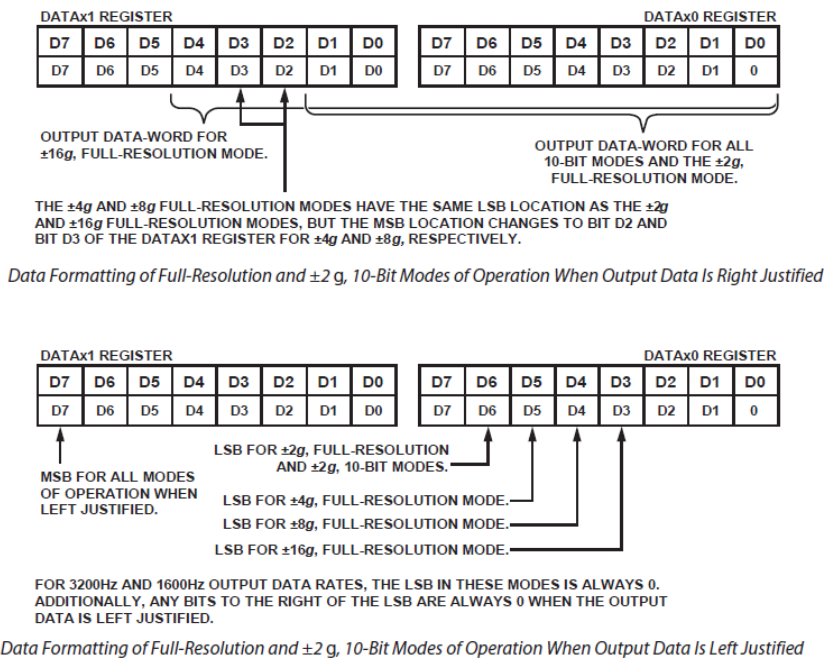 DATAx1 REGISTER DATAx0 REGISTER
D7 D6 D5 D4 D3 D2 D1 D0 D7 D6 D5 D4 D3 D2 D1 D0
D7 D6 D5 D4 D3 D2 D1 D0 D7 D6 D5 D4 D3 D2 D1 0
OUTPUT DATA-WORD FOR
±16g, FULL-RESOLUTION MODE.
OUTPUT DATA-WORD FOR ALL
10-BIT MODES AND THE ±2g,
FULL-RESOLUTION MODE.
THE ±4g AND ±8g FULL-RESOLUTION MODES HAVE THE SAME LSB LOCATION AS THE ±2g
AND ±16g FULL-RESOLUTION MODES, BUT THE MSB LOCATION CHANGES TO BIT D2 AND
BIT D3 OF THE DATAX1 REGISTER FOR ±4g AND ±8g, RESPECTIVELY.
Data Formatting of Full-Resolution and ±2 g, 10-Bit Modes of Operation When Output Data Is Right Justified
DATAx1 REGISTER DATAx0 REGISTER
D7 D6 D5 D4 D3 D2 D1 D0 D7 D6 D5 D4 D3 D2 D1 D0
D7 D6 D5 D4 D3 D2 D1 D0 D7 D6 D5 D4 D3 D2 D1 0
MSB FOR ALL MODES
OF OPERATION WHEN
LEFT JUSTIFIED.
LSB FOR ±2g, FULL-RESOLUTION
AND ±2g, 10-BIT MODES.
LSB FOR ±4g, FULL-RESOLUTION MODE.
LSB FOR ±8g, FULL-RESOLUTION MODE.
LSB FOR ±16g, FULL-RESOLUTION MODE.
FOR 3200Hz AND 1600Hz OUTPUT DATA RATES, THE LSB IN THESE MODES IS ALWAYS 0.
ADDITIONALLY, ANY BITS TO THE RIGHT OF THE LSB ARE ALWAYS 0 WHEN THE OUTPUT
DATA IS LEFT JUSTIFIED.
Data Formatting of Full-Resolution and ±2 g, 10-Bit Modes of Operation When Output Data Is Left Justified